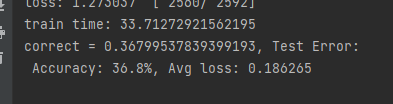 loss: 1.273037 [ 2560/ 2592]
train time: 33.71272921562195
correct = 0.36799537839399193, Test Error:
Accuracy: 36.8%, Avg loss: 0.186265